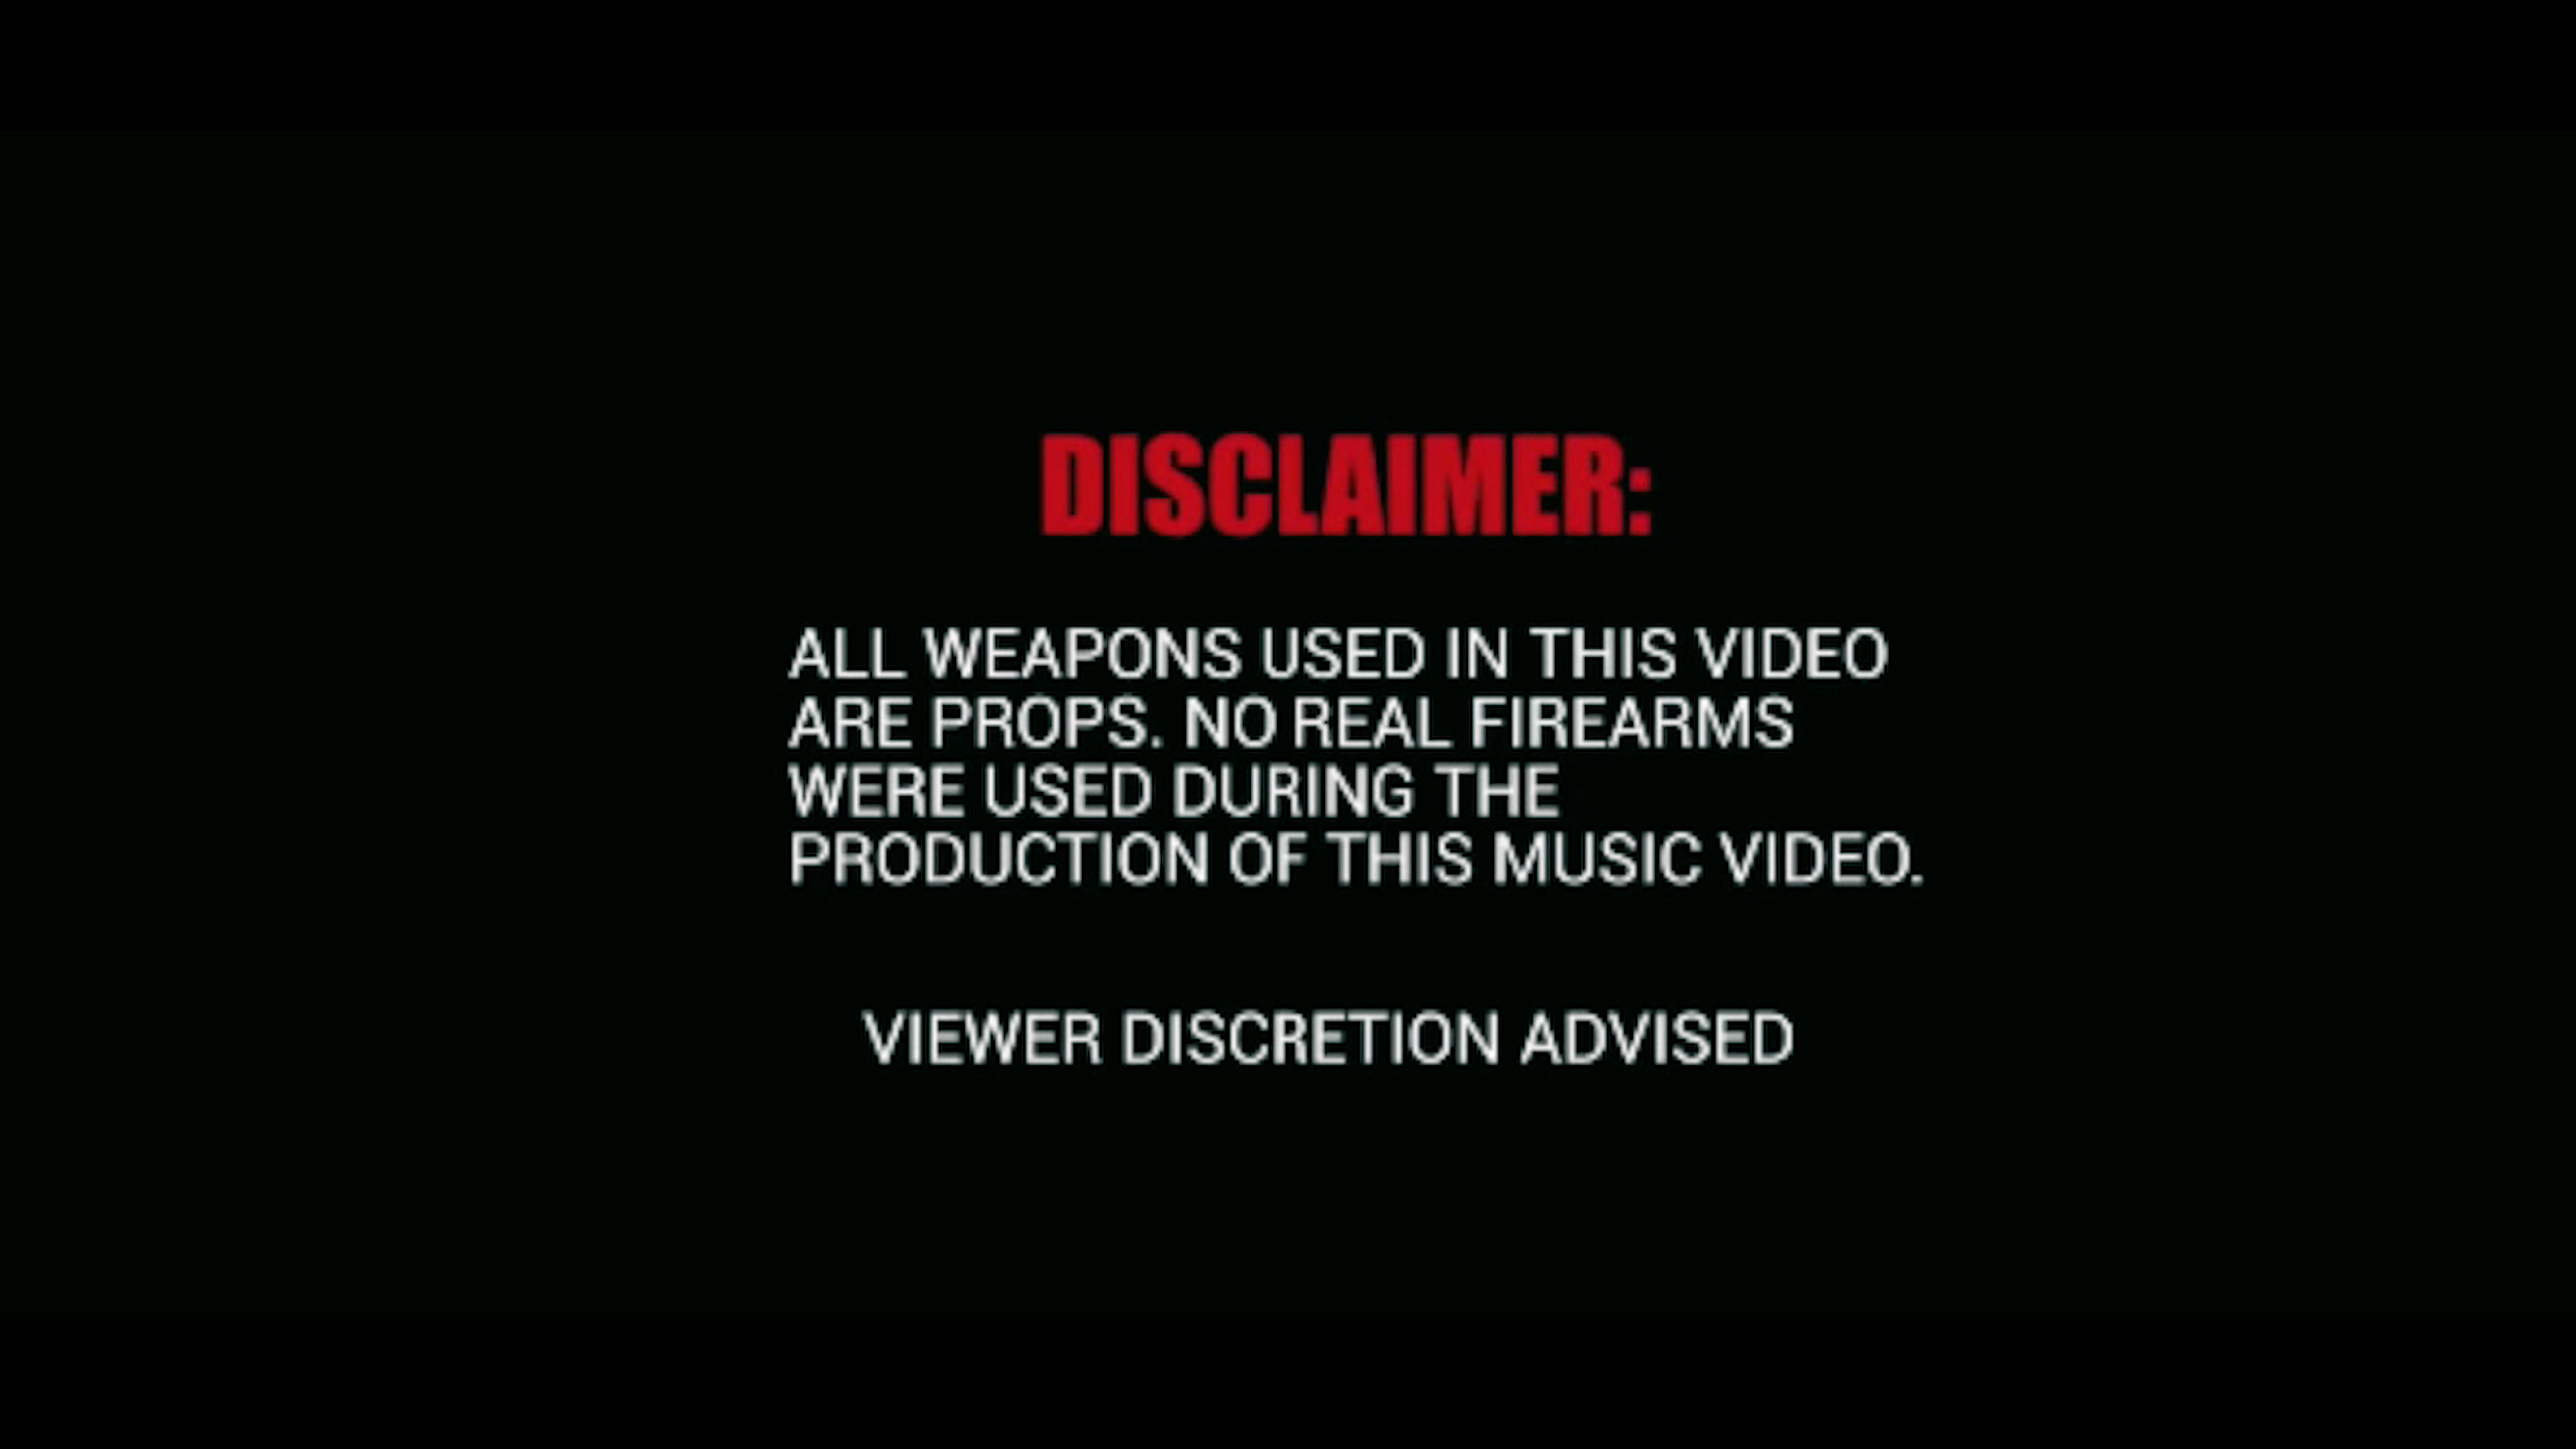 DISCLAIMER:
ALL WEAPONS USED IN THIS VIDEO
ARE PROPS. NO REAL FIREARMS
WERE USED DURING THE
PRODUCTION OF THIS MUSIC VIDEO.
VIEWER DISCRETION ADVISED